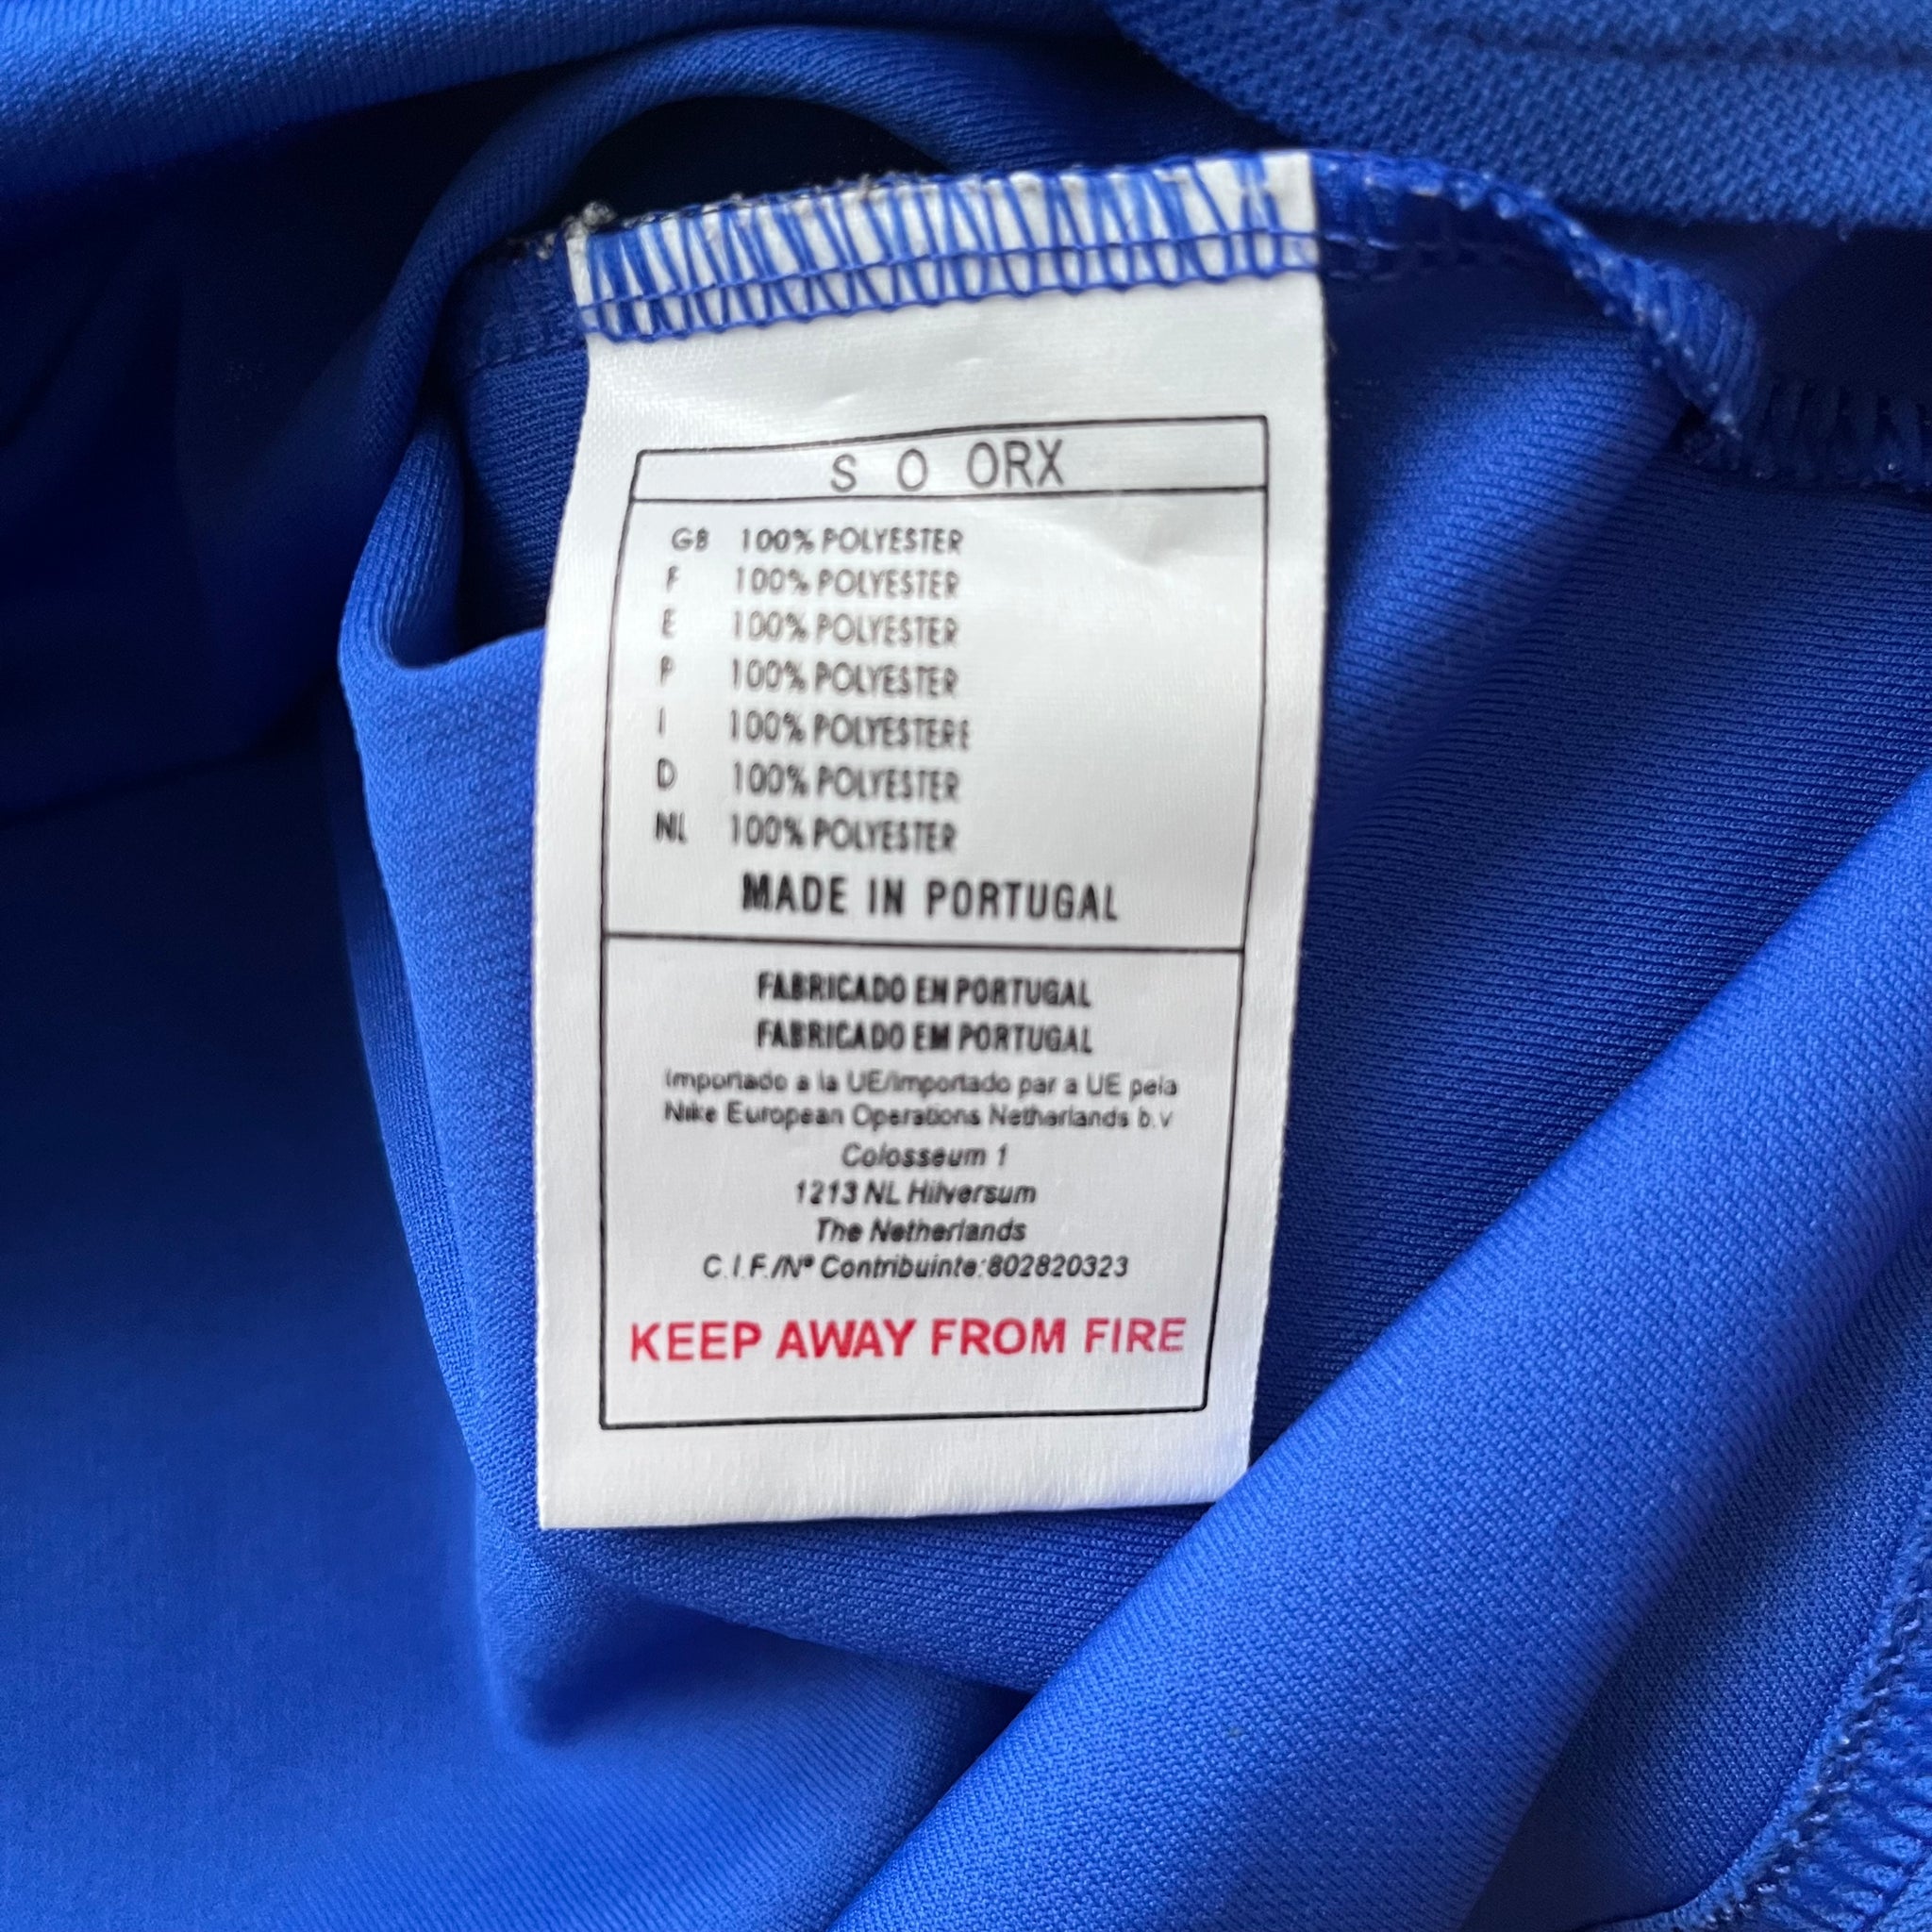 S O ORX
GB 100% POLYESTER
F 100% POLYESTER
E 100% POLYESTER
P 100% POLYESTER
I 100% POLYESTERE
D 100% POLYESTER
NL 100% POLYESTER
MADE IN PORTUGAL
FABRICADO EN PORTUGAL
FABRICADO EM PORTUGAL
Importado a la UE/Importado par a UE pela
Nike European Operations Netherlands b.v
Colosseum 1
1213 NL Hilversum
The Netherlands
C.I.F./Nº Contribuinte:802820323
KEEP AWAY FROM FIRE